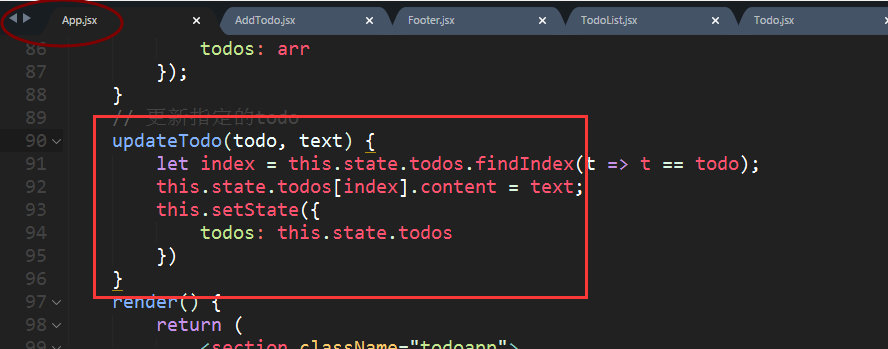 App.jsx
AddTodo.jsx
Footer.jsx
TodoList.jsx
Todo.jsx
86 todos: arr
87 });
88 }
89 // 更新指定的todo
90 updateTodo(todo, text) {
91 let index = this.state.todos.findIndex(t => t == todo);
92 this.state.todos[index].content = text;
93 this.setState({
94 todos: this.state.todos
95 })
96 }
97 render() {
98 return (
99 <section className="todoapp">